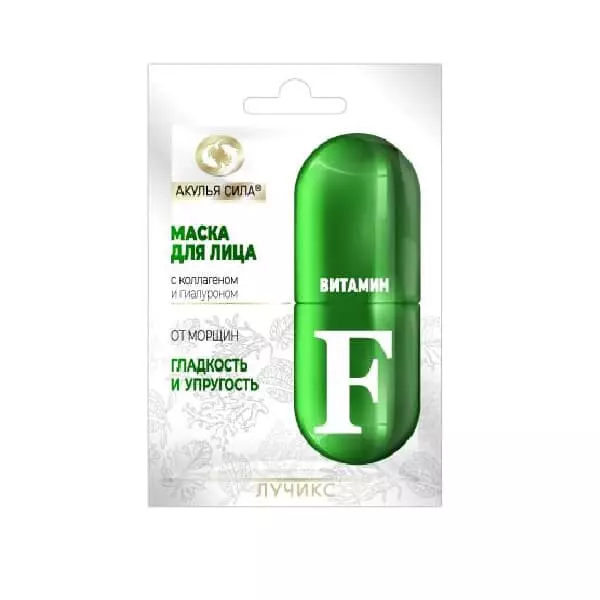 АКУЛЬЯ СИЛА®
МАСКА
ДЛЯ ЛИЦА
с коллагеном
и гиалуроном
ОТ МОРЩИН
ГЛАДКОСТЬ
И УПРУГОСТЬ
ВИТАМИН
F
ЛУЧИКС